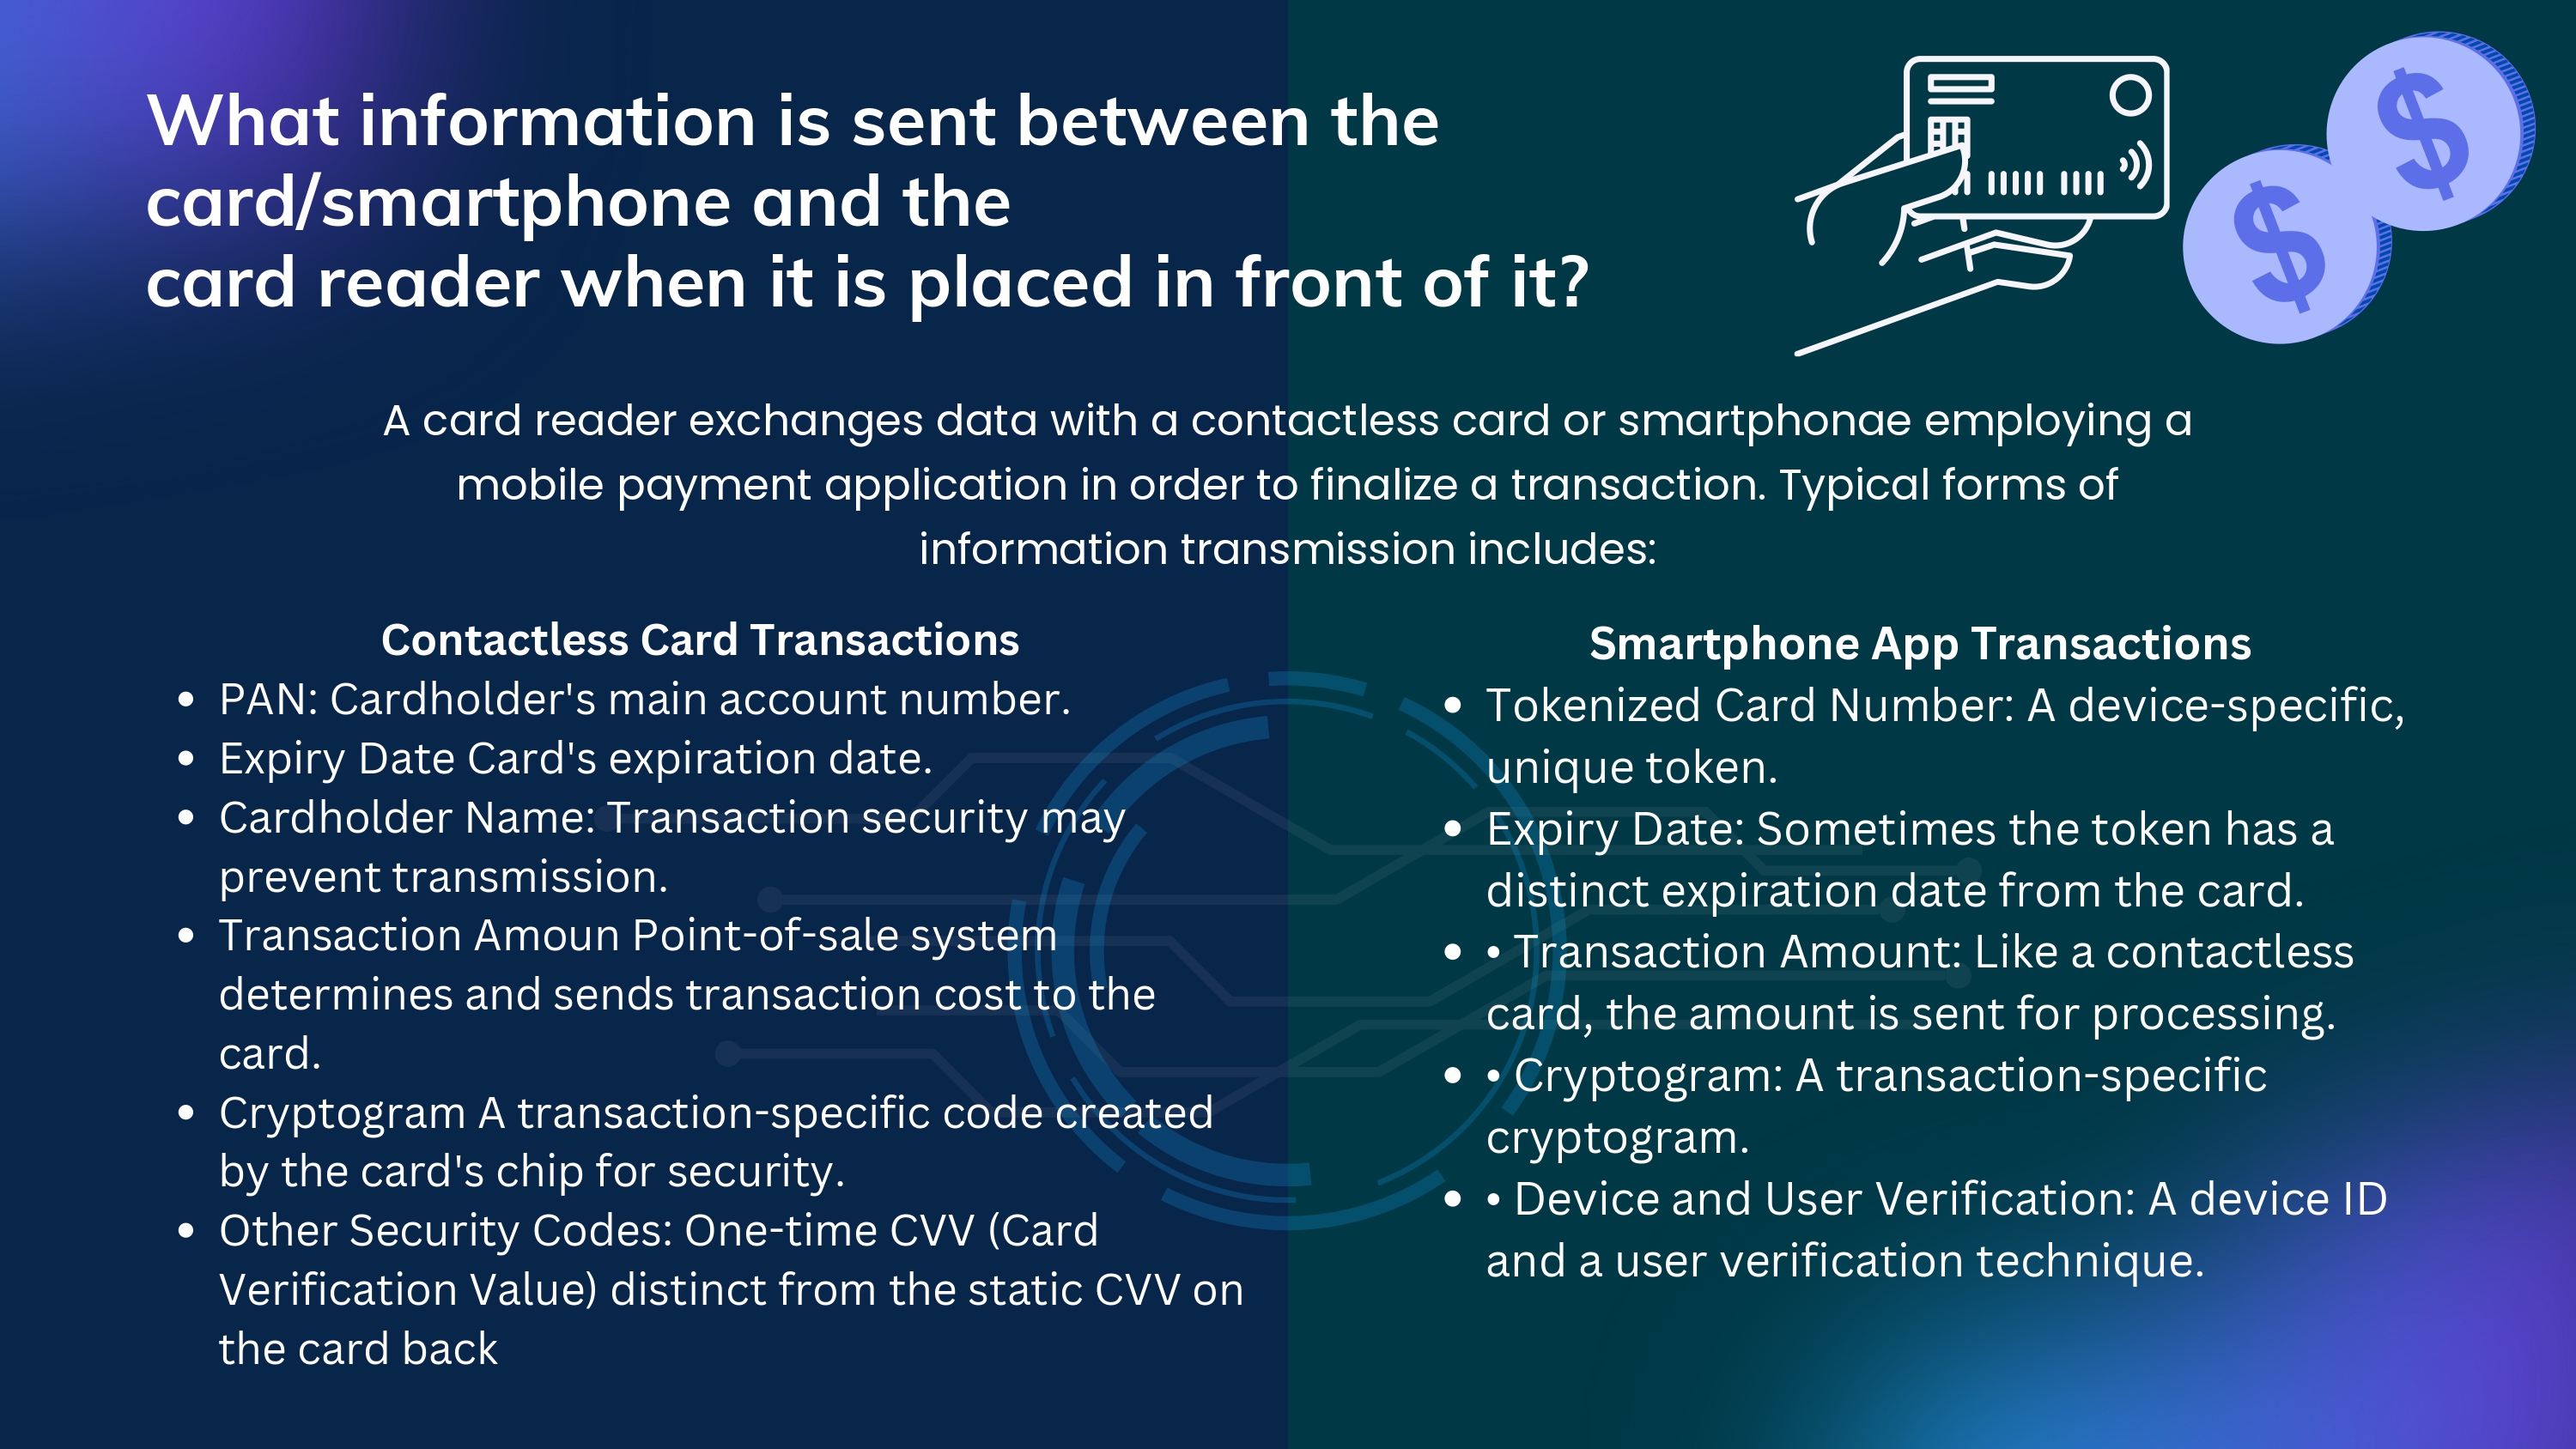 What information is sent between the
card/smartphone and the
card reader when it is placed in front of it?
$
$
A card reader exchanges data with a contactless card or smartphonae employing a
mobile payment application in order to finalize a transaction. Typical forms of
information transmission includes:
Contactless Card Transactions
• PAN: Cardholder's main account number.
• Expiry Date Card's expiration date.
• Cardholder Name: Transaction security may
prevent transmission.
• Transaction Amoun Point-of-sale system
determines and sends transaction cost to the
card.
• Cryptogram A transaction-specific code created
by the card's chip for security.
• Other Security Codes: One-time CVV (Card
Verification Value) distinct from the static CVV on
the card back
Smartphone App Transactions
• Tokenized Card Number: A device-specific,
unique token.
• Expiry Date: Sometimes the token has a
distinct expiration date from the card.
• • Transaction Amount: Like a contactless
card, the amount is sent for processing.
• • Cryptogram: A transaction-specific
cryptogram.
• • Device and User Verification: A device ID
and a user verification technique.